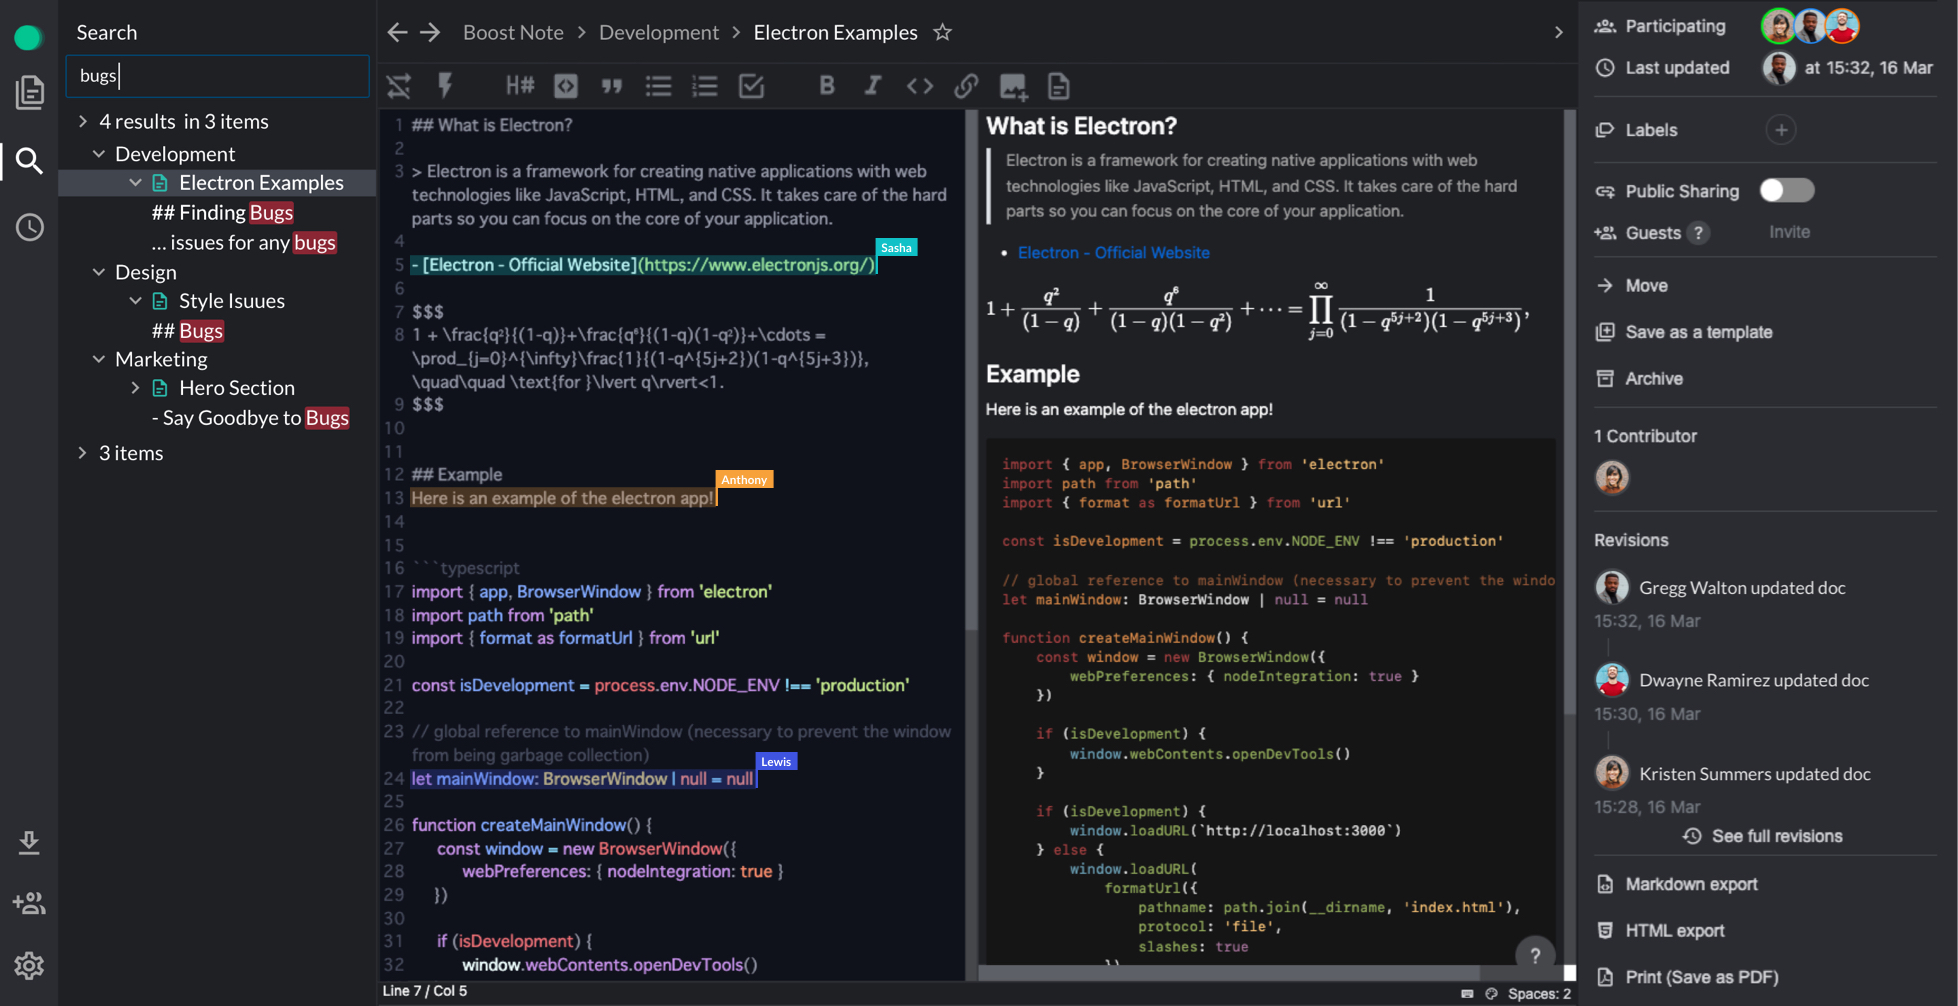 Search
bugs
4 results in 3 items
Development
Electron Examples
## Finding Bugs
... issues for any bugs
Design
Style Isuues
## Bugs
Marketing
Hero Section
- Say Goodbye to Bugs
3 items
Boost Note > Development > Electron Examples
H# B I
1 ## What is Electron?
2
3 > Electron is a framework for creating native applications with web
technologies like JavaScript, HTML, and CSS. It takes care of the hard
parts so you can focus on the core of your application.
4
Sasha
5 - [Electron - Official Website](https://www.electronjs.org/)
6
7 $$$
8 1 + \frac{q²}{(1-q)}+\frac{q⁶}{(1-q)(1-q²)}+\cdots =
\prod_{j=0}^{\infty}\frac{1}{(1-q^{5j+2})(1-q^{5j+3})},
\quad\quad \text{for }\lvert q\rvert<1.
9 $$$
10
11
12 ## Example
Anthony
13 Here is an example of the electron app!
14
15
16 ```typescript
17 import { app, BrowserWindow } from 'electron'
18 import path from 'path'
19 import { format as formatUrl } from 'url'
20
21 const isDevelopment = process.env.NODE_ENV !== 'production'
22
23 // global reference to mainWindow (necessary to prevent the window
from being garbage collection)
Lewis
24 let mainWindow: BrowserWindow | null = null
25
26 function createMainWindow() {
27 const window = new BrowserWindow({
28 webPreferences: { nodeIntegration: true }
29 })
30
31 if (isDevelopment) {
32 window.webContents.openDevTools()
Line 7 / Col 5
What is Electron?
Electron is a framework for creating native applications with web
technologies like JavaScript, HTML, and CSS. It takes care of the hard
parts so you can focus on the core of your application.
• Electron - Official Website
1 + q²/(1 − q) + q⁶/(1 − q)(1 − q²) + ⋯ = ∏_{j=0}^{∞} 1/(1 − q^{5j+2})(1 − q^{5j+3}),
Example
Here is an example of the electron app!
import { app, BrowserWindow } from 'electron'
import path from 'path'
import { format as formatUrl } from 'url'
const isDevelopment = process.env.NODE_ENV !== 'production'
// global reference to mainWindow (necessary to prevent the windo
let mainWindow: BrowserWindow | null = null
function createMainWindow() {
const window = new BrowserWindow({
webPreferences: { nodeIntegration: true }
})
if (isDevelopment) {
window.webContents.openDevTools()
}
if (isDevelopment) {
window.loadURL(`http://localhost:3000`)
} else {
window.loadURL(
formatUrl({
pathname: path.join(__dirname, 'index.html'),
protocol: 'file',
slashes: true
})
?
Spaces: 2
Participating
Last updated at 15:32, 16 Mar
Labels
Public Sharing
Guests ? Invite
Move
Save as a template
Archive
1 Contributor
Revisions
Gregg Walton updated doc
15:32, 16 Mar
Dwayne Ramirez updated doc
15:30, 16 Mar
Kristen Summers updated doc
15:28, 16 Mar
See full revisions
Markdown export
HTML export
Print (Save as PDF)